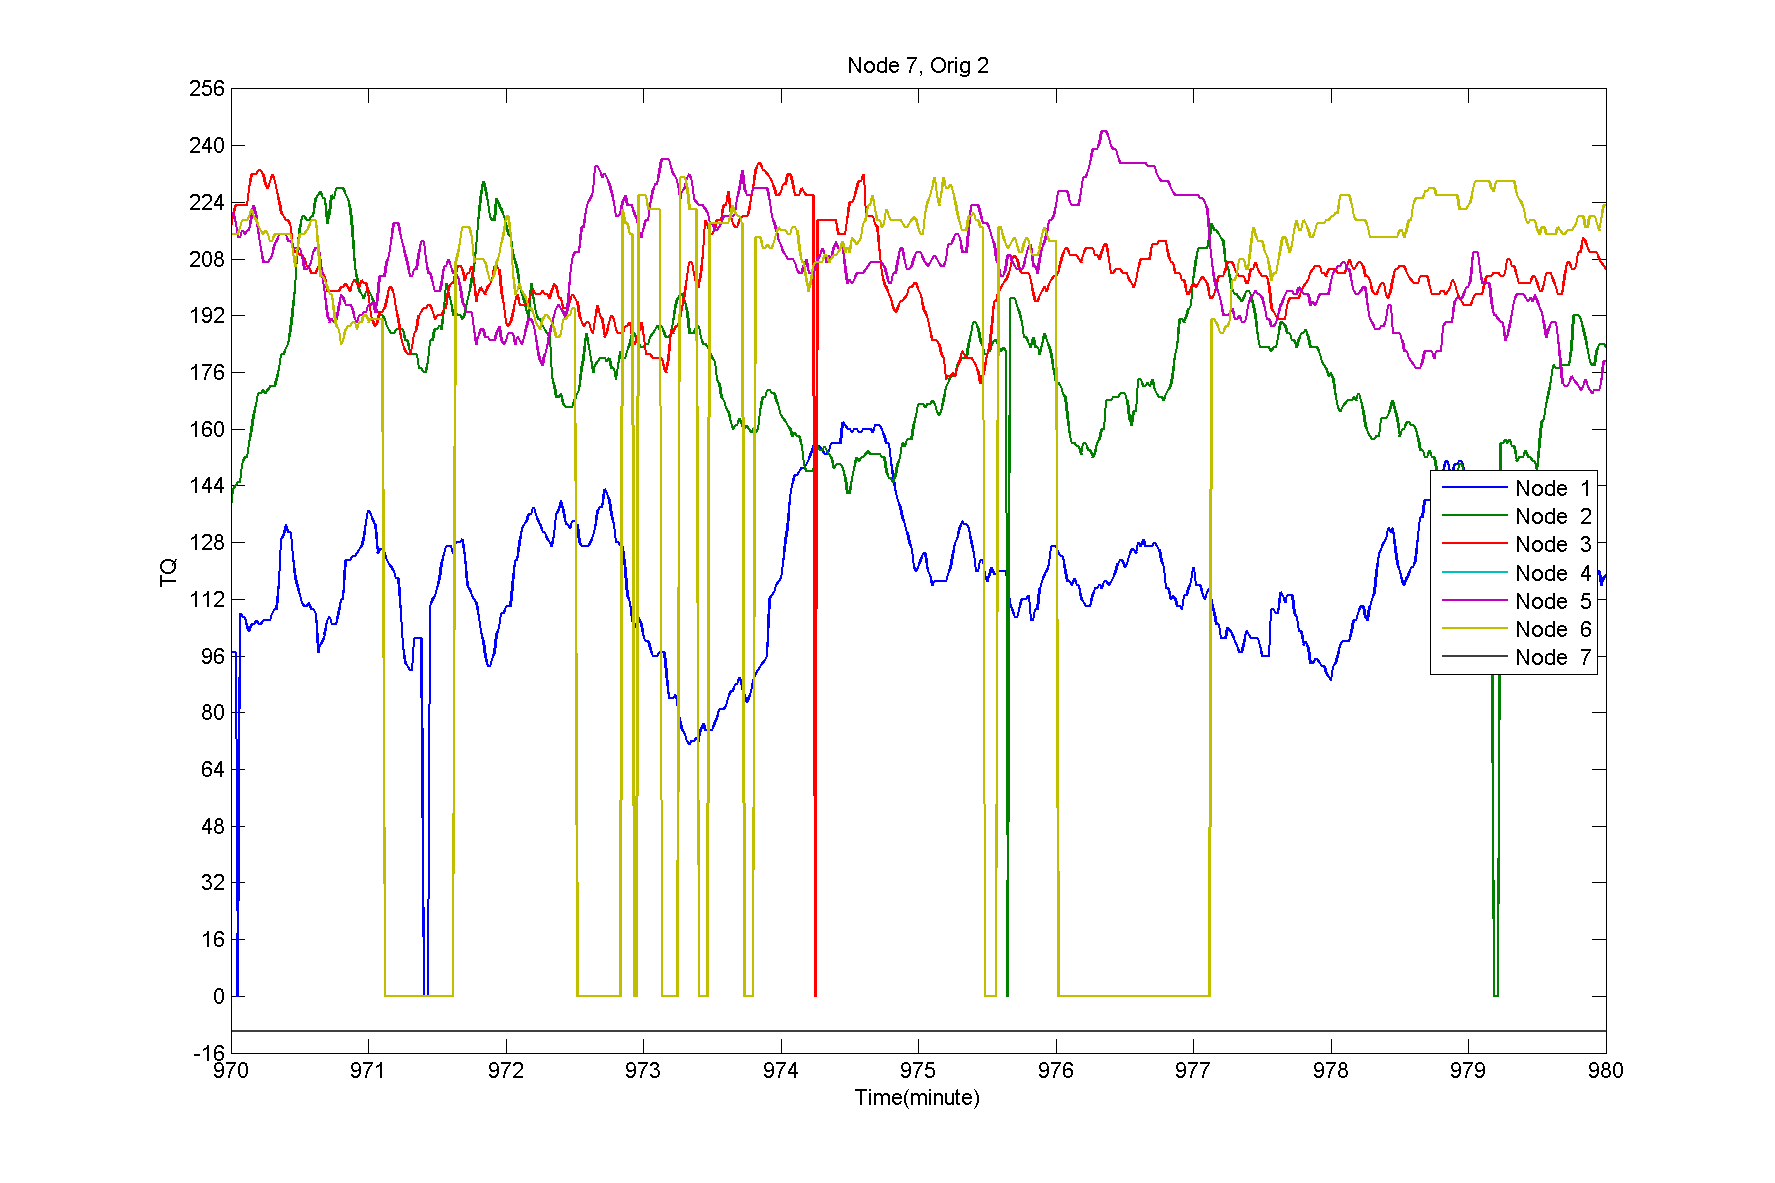 Node 7, Orig 2
256
240
224
208
192
176
160
144
128
112
96
80
64
48
32
16
0
-16
TQ
Node 1
Node 2
Node 3
Node 4
Node 5
Node 6
Node 7
970 971 972 973 974 975 976 977 978 979 980
Time(minute)